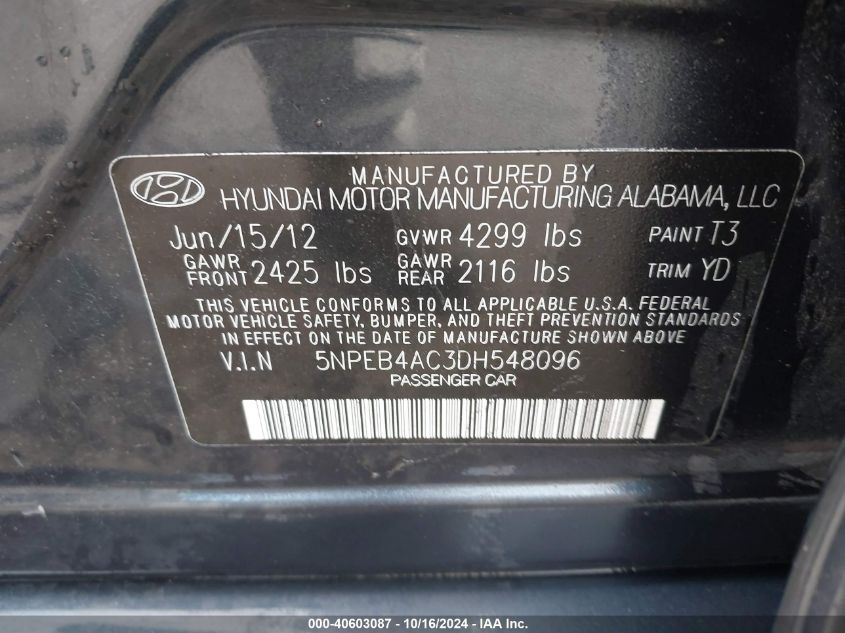 MANUFACTURED BY
HYUNDAI MOTOR MANUFACTURING ALABAMA, LLC
Jun/15/12 GVWR 4299 lbs PAINT T3
GAWR FRONT 2425 lbs GAWR REAR 2116 lbs TRIM YD
THIS VEHICLE CONFORMS TO ALL APPLICABLE U.S.A. FEDERAL
MOTOR VEHICLE SAFETY, BUMPER, AND THEFT PREVENTION STANDARDS
IN EFFECT ON THE DATE OF MANUFACTURE SHOWN ABOVE.
V.I.N 5NPEB4AC3DH548096
PASSENGER CAR
000-40603087 - 10/16/2024 - IAA Inc.